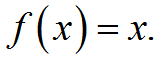 f(x) = x.